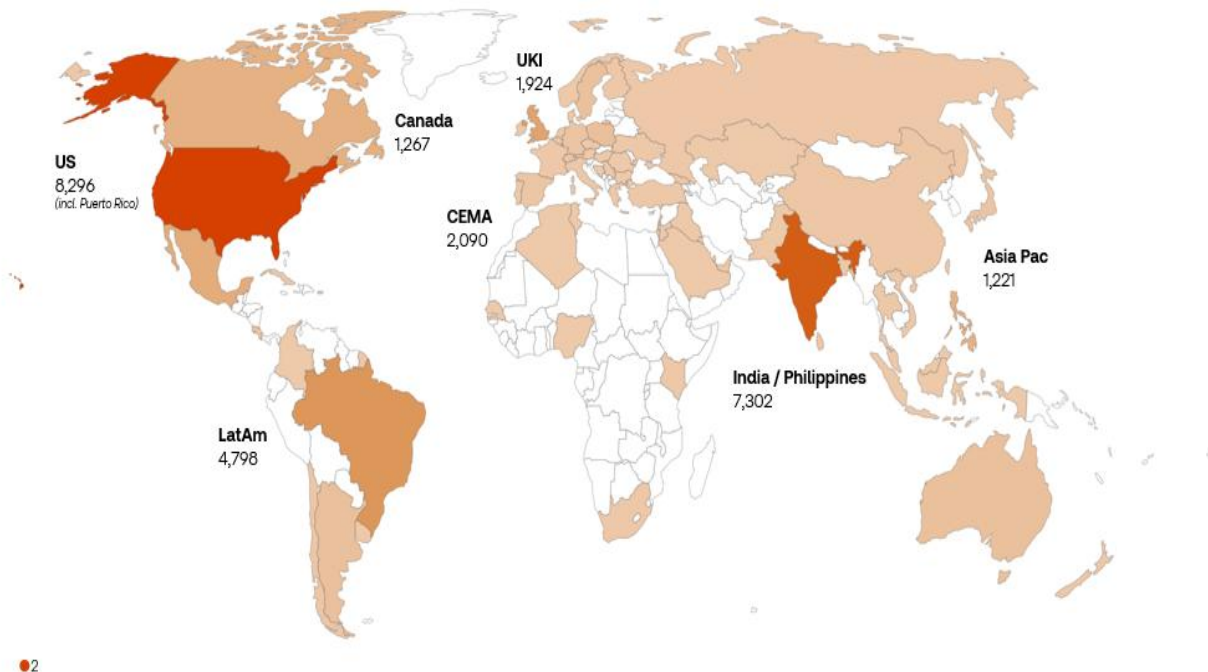 UKI
1,924
Canada
1,267
US
8,296
(incl. Puerto Rico)
CEMA
2,090
Asia Pac
1,221
India / Philippines
7,302
LatAm
4,798
2